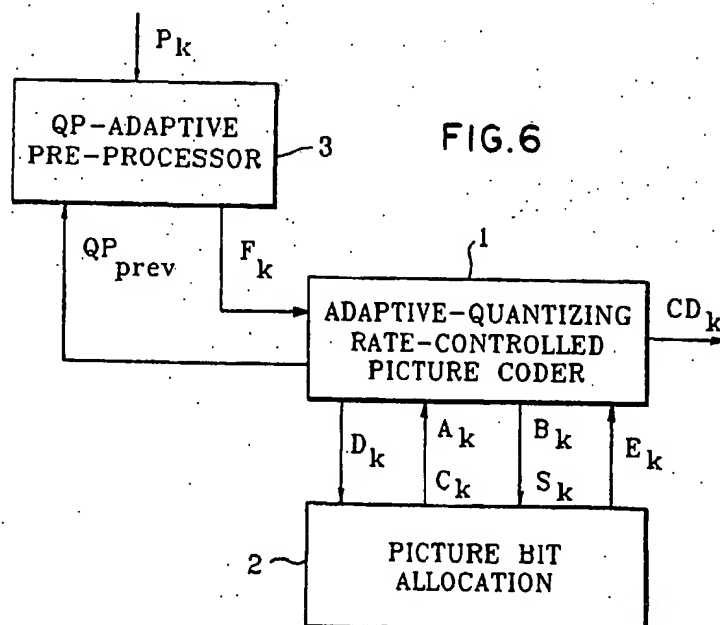 P_k
QP-ADAPTIVE
PRE-PROCESSOR
3
FIG.6
QP_prev
F_k
1
ADAPTIVE-QUANTIZING
RATE-CONTROLLED
PICTURE CODER
CD_k
D_k
A_k
B_k
E_k
C_k
S_k
2
PICTURE BIT
ALLOCATION